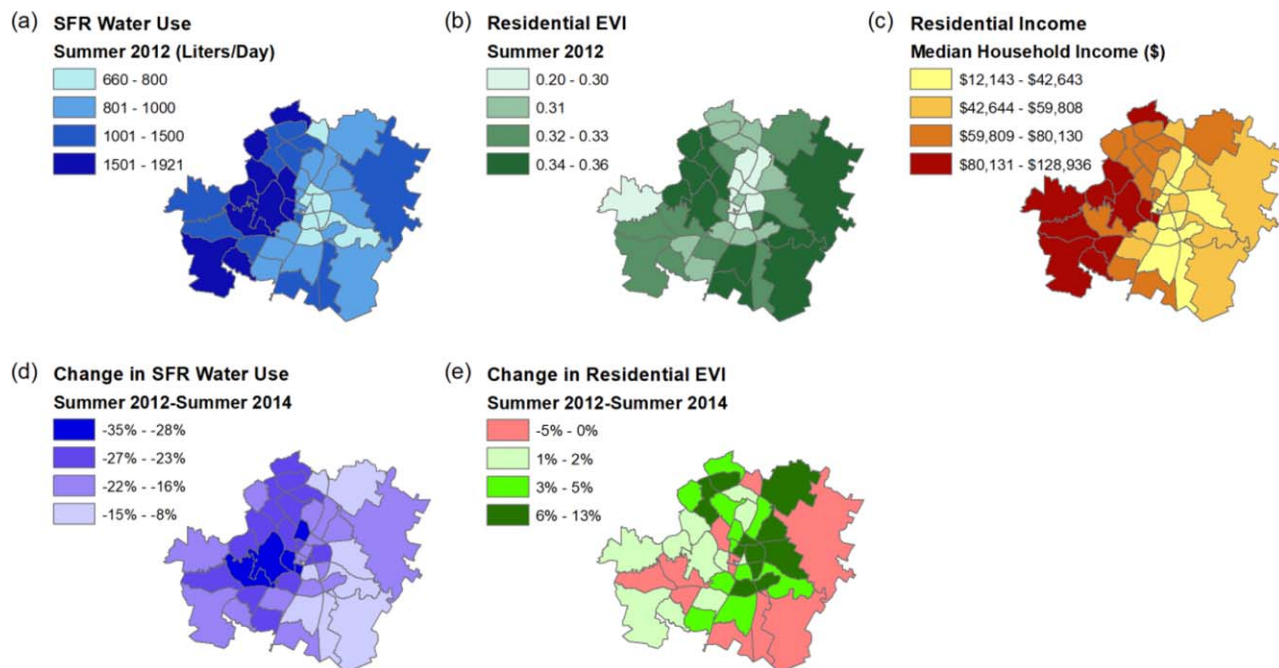 (a) SFR Water Use
Summer 2012 (Liters/Day)
660 - 800
801 - 1000
1001 - 1500
1501 - 1921
(b) Residential EVI
Summer 2012
0.20 - 0.30
0.31
0.32 - 0.33
0.34 - 0.36
(c) Residential Income
Median Household Income ($)
$12,143 - $42,643
$42,644 - $59,808
$59,809 - $80,130
$80,131 - $128,936
(d) Change in SFR Water Use
Summer 2012-Summer 2014
-35% - -28%
-27% - -23%
-22% - -16%
-15% - -8%
(e) Change in Residential EVI
Summer 2012-Summer 2014
-5% - 0%
1% - 2%
3% - 5%
6% - 13%